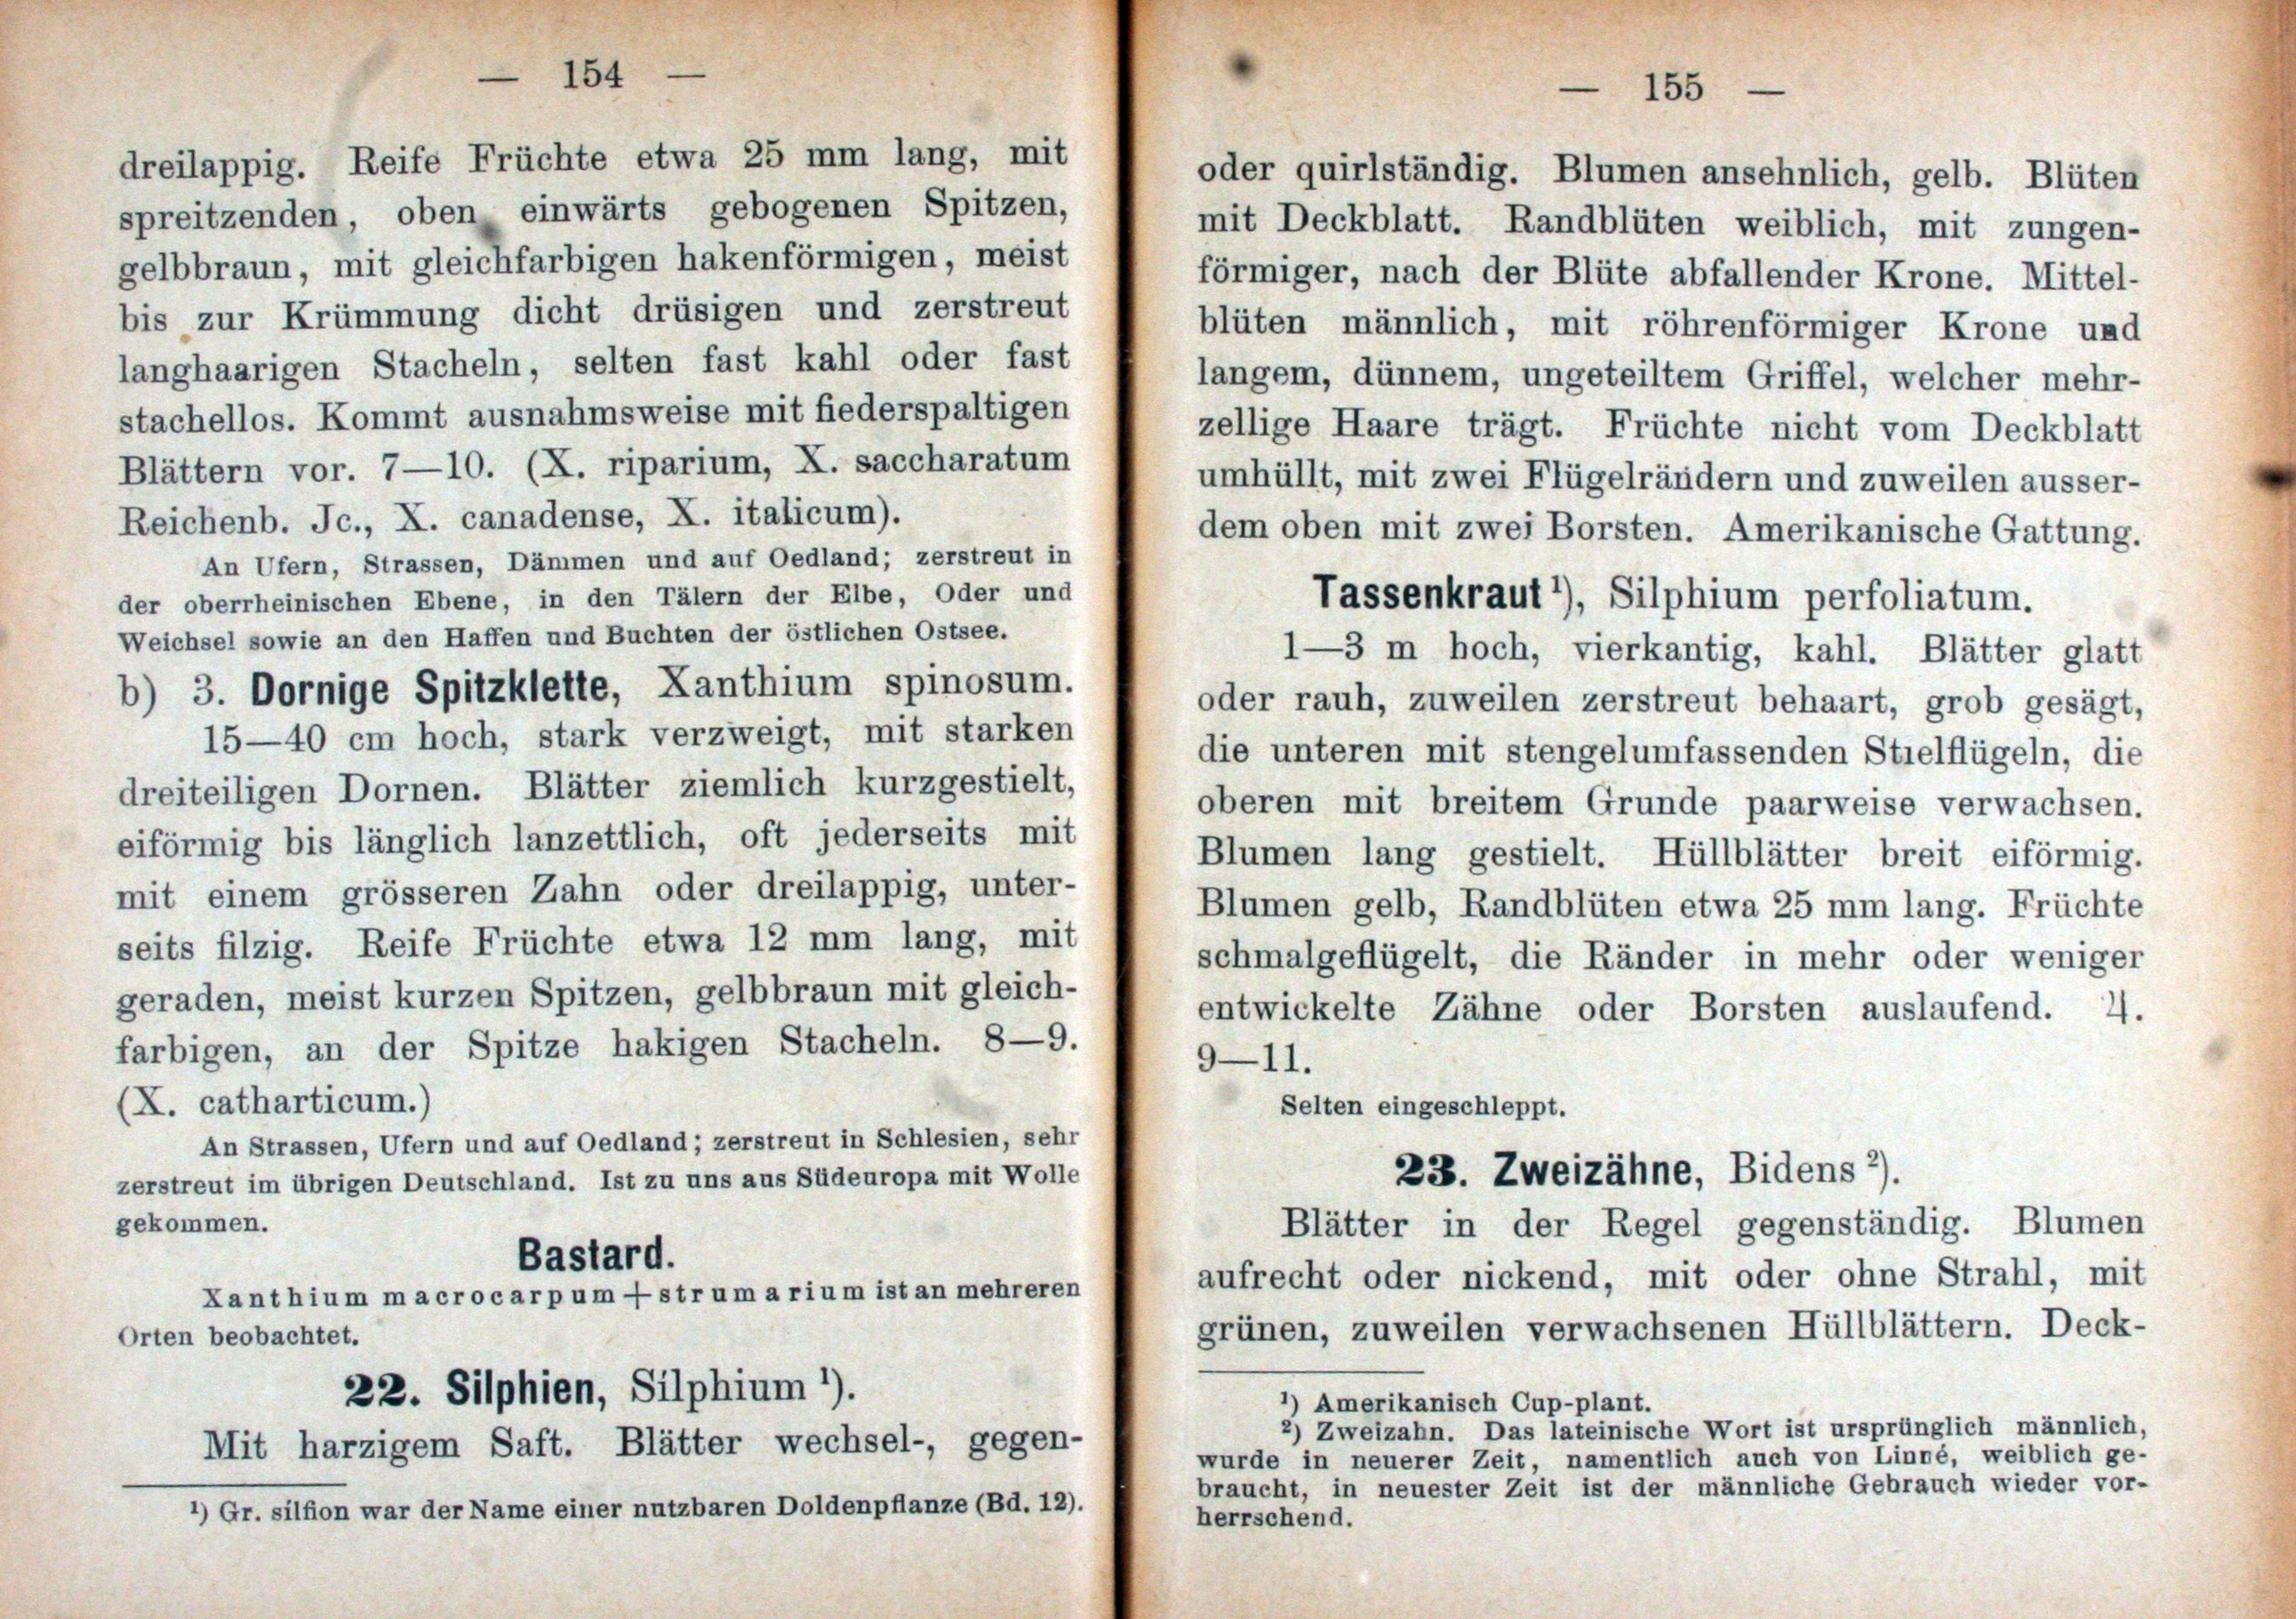 — 154 —
dreilappig. Reife Früchte etwa 25 mm lang, mit
spreitzenden, oben einwärts gebogenen Spitzen,
gelbbraun, mit gleichfarbigen hakenförmigen, meist
bis zur Krümmung dicht drüsigen und zerstreut
langhaarigen Stacheln, selten fast kahl oder fast
stachellos. Kommt ausnahmsweise mit fiederspaltigen
Blättern vor. 7—10. (X. riparium, X. saccharatum
Reichenb. Jc., X. canadense, X. italicum).
An Ufern, Strassen, Dämmen und auf Oedland; zerstreut in
der oberrheinischen Ebene, in den Tälern der Elbe, Oder und
Weichsel sowie an den Haffen und Buchten der östlichen Ostsee.
b) 3. Dornige Spitzklette, Xanthium spinosum.
15—40 cm hoch, stark verzweigt, mit starken
dreiteiligen Dornen. Blätter ziemlich kurzgestielt,
eiförmig bis länglich lanzettlich, oft jederseits mit
mit einem grösseren Zahn oder dreilappig, unter-
seits filzig. Reife Früchte etwa 12 mm lang, mit
geraden, meist kurzen Spitzen, gelbbraun mit gleich-
farbigen, an der Spitze hakigen Stacheln. 8—9.
(X. catharticum.)
An Strassen, Ufern und auf Oedland; zerstreut in Schlesien, sehr
zerstreut im übrigen Deutschland. Ist zu uns aus Südeuropa mit Wolle
gekommen.
Bastard.
Xanthium macrocarpum + strumarium ist an mehreren
Orten beobachtet.
22. Silphien, Silphium ¹).
Mit harzigem Saft. Blätter wechsel-, gegen-
¹) Gr. silfion war der Name einer nutzbaren Doldenpflanze (Bd. 12).
— 155 —
oder quirlständig. Blumen ansehnlich, gelb. Blüten
mit Deckblatt. Randblüten weiblich, mit zungen-
förmiger, nach der Blüte abfallender Krone. Mittel-
blüten männlich, mit röhrenförmiger Krone und
langem, dünnem, ungeteiltem Griffel, welcher mehr-
zellige Haare trägt. Früchte nicht vom Deckblatt
umhüllt, mit zwei Flügelrändern und zuweilen ausser-
dem oben mit zwei Borsten. Amerikanische Gattung.
Tassenkraut ¹), Silphium perfoliatum.
1—3 m hoch, vierkantig, kahl. Blätter glatt
oder rauh, zuweilen zerstreut behaart, grob gesägt,
die unteren mit stengelumfassenden Stielflügeln, die
oberen mit breitem Grunde paarweise verwachsen.
Blumen lang gestielt. Hüllblätter breit eiförmig.
Blumen gelb, Randblüten etwa 25 mm lang. Früchte
schmalgeflügelt, die Ränder in mehr oder weniger
entwickelte Zähne oder Borsten auslaufend. ♃.
9—11.
Selten eingeschleppt.
23. Zweizähne, Bidens ²).
Blätter in der Regel gegenständig. Blumen
aufrecht oder nickend, mit oder ohne Strahl, mit
grünen, zuweilen verwachsenen Hüllblättern. Deck-
¹) Amerikanisch Cup-plant.
²) Zweizahn. Das lateinische Wort ist ursprünglich männlich,
wurde in neuerer Zeit, namentlich auch von Linné, weiblich ge-
braucht, in neuester Zeit ist der männliche Gebrauch wieder vor-
herrschend.